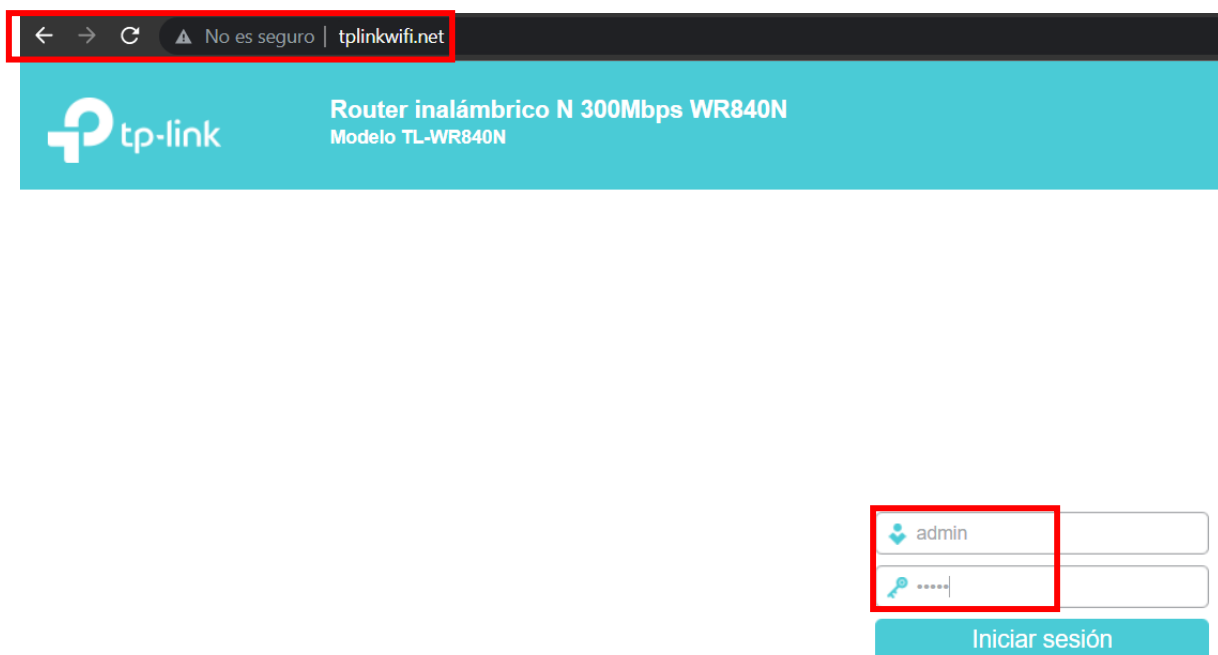 No es seguro | tplinkwifi.net
tp-link
Router inalámbrico N 300Mbps WR840N
Modelo TL-WR840N
admin
•••••
Iniciar sesión